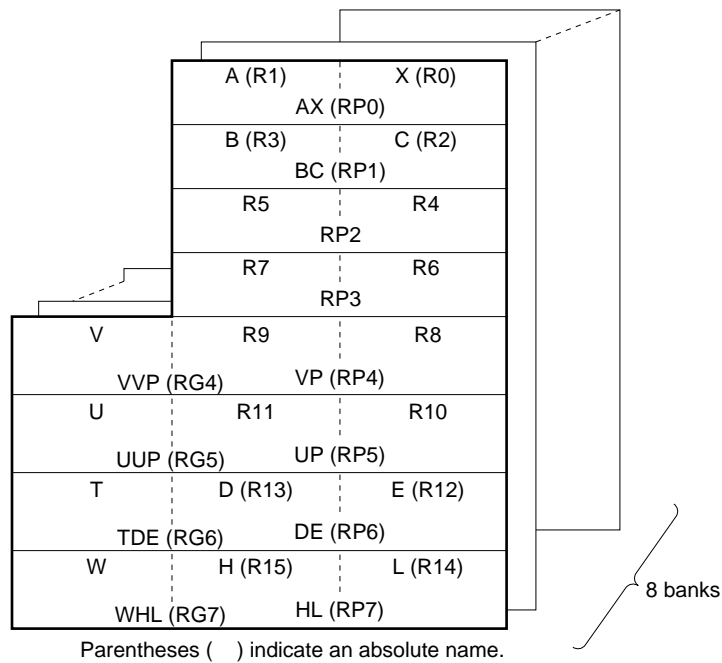 A (R1) X (R0)
AX (RP0)
B (R3) C (R2)
BC (RP1)
R5 R4
RP2
R7 R6
RP3
V R9 R8
VVP (RG4) VP (RP4)
U R11 R10
UUP (RG5) UP (RP5)
T D (R13) E (R12)
TDE (RG6) DE (RP6)
W H (R15) L (R14)
WHL (RG7) HL (RP7)
8 banks
Parentheses (   ) indicate an absolute name.